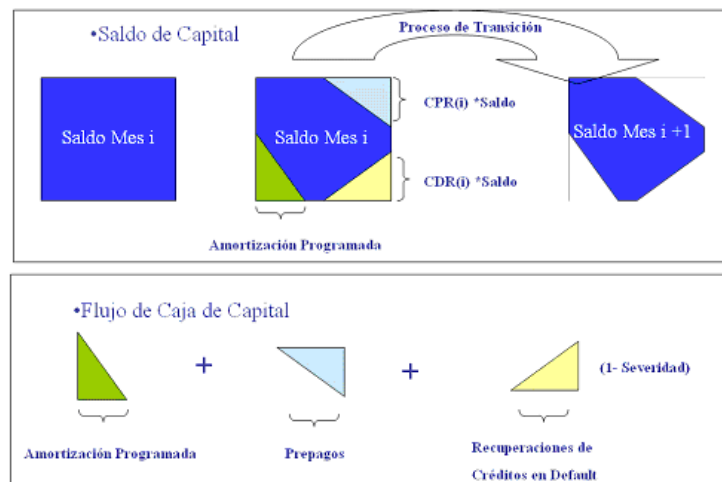 •Saldo de Capital
Proceso de Transición
Saldo Mes i
Saldo Mes i
CPR(i) *Saldo
CDR(i) *Saldo
Saldo Mes i +1
Amortización Programada
•Flujo de Caja de Capital
+
+
(1- Severidad)
Amortización Programada
Prepagos
Recuperaciones de
Créditos en Default